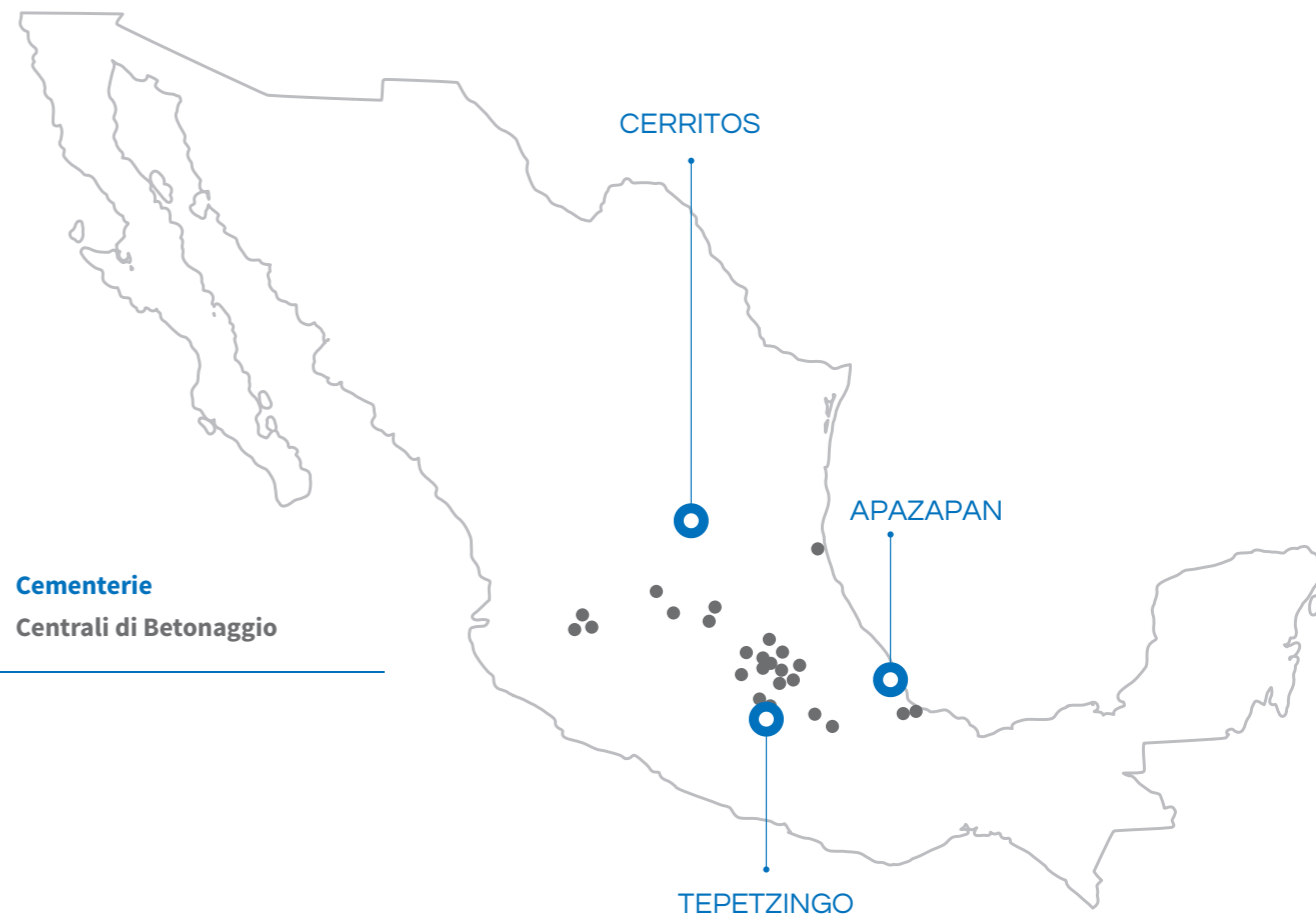 CERRITOS
APAZAPAN
Cementerie
Centrali di Betonaggio
TEPETZINGO